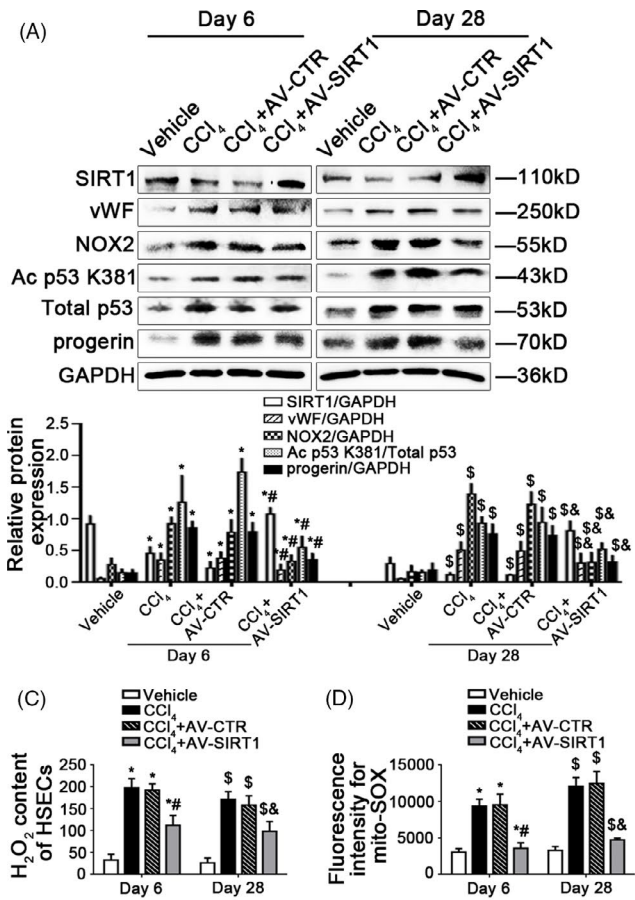 (A)
Day 6
Day 28
Vehicle
CCl4
CCl4+AV-CTR
CCl4+AV-SIRT1
Vehicle
CCl4
CCl4+AV-CTR
CCl4+AV-SIRT1
SIRT1
110kD
vWF
250kD
NOX2
55kD
Ac p53 K381
43kD
Total p53
53kD
progerin
70kD
GAPDH
36kD
SIRT1/GAPDH
vWF/GAPDH
NOX2/GAPDH
Ac p53 K381/Total p53
progerin/GAPDH
Relative protein
expression
2.5
2.0
1.5
1.0
0.5
0.0
* * * * *
* * * * *
*# *# *# *# *#
$ $ $ $ $
$ $ $ $ $
$& $& $& $& $&
Vehicle
CCl4
CCl4+
AV-CTR
CCl4+
AV-SIRT1
Vehicle
CCl4
CCl4+
AV-CTR
CCl4+
AV-SIRT1
Day 6
Day 28
(C)
Vehicle
CCl4
CCl4+AV-CTR
CCl4+AV-SIRT1
H2O2 content
of HSECs
250
200
150
100
50
0
* * *#
$ $ $&
Day 6
Day 28
(D)
Vehicle
CCl4
CCl4+AV-CTR
CCl4+AV-SIRT1
Fluorescence
intensity for
mito-SOX
15000
10000
5000
0
* * *#
$ $ $&
Day 6
Day 28